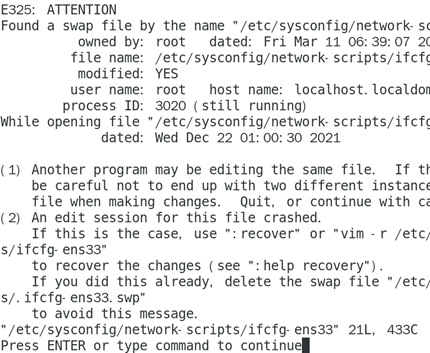 E325: ATTENTION
Found a swap file by the name "/etc/sysconfig/network-sc
owned by: root dated: Fri Mar 11 06:39:07 20
file name: /etc/sysconfig/network-scripts/ifcfg
modified: YES
user name: root host name: localhost.localdom
process ID: 3020 (still running)
While opening file "/etc/sysconfig/network-scripts/ifcfg
dated: Wed Dec 22 01:00:30 2021
(1) Another program may be editing the same file. If th
be careful not to end up with two different instance
file when making changes. Quit, or continue with ca
(2) An edit session for this file crashed.
If this is the case, use ":recover" or "vim -r /etc/
s/ifcfg-ens33"
to recover the changes (see ":help recovery").
If you did this already, delete the swap file "/etc/
s/.ifcfg-ens33.swp"
to avoid this message.
"/etc/sysconfig/network-scripts/ifcfg-ens33" 21L, 433C
Press ENTER or type command to continue